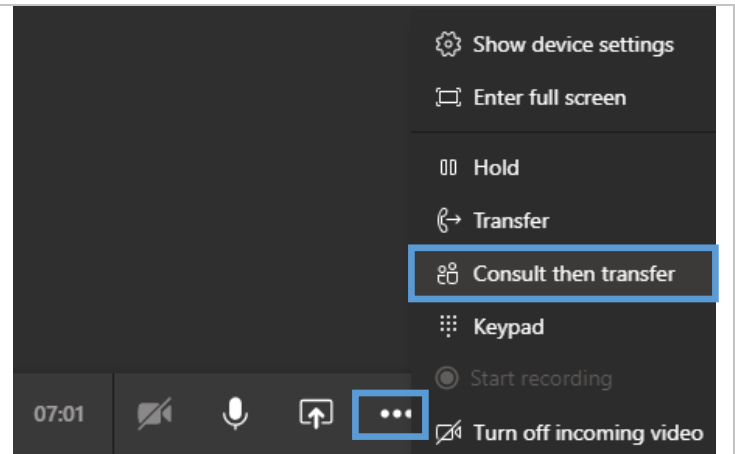 Show device settings
Enter full screen
Hold
Transfer
Consult then transfer
Keypad
Start recording
07:01
Turn off incoming video